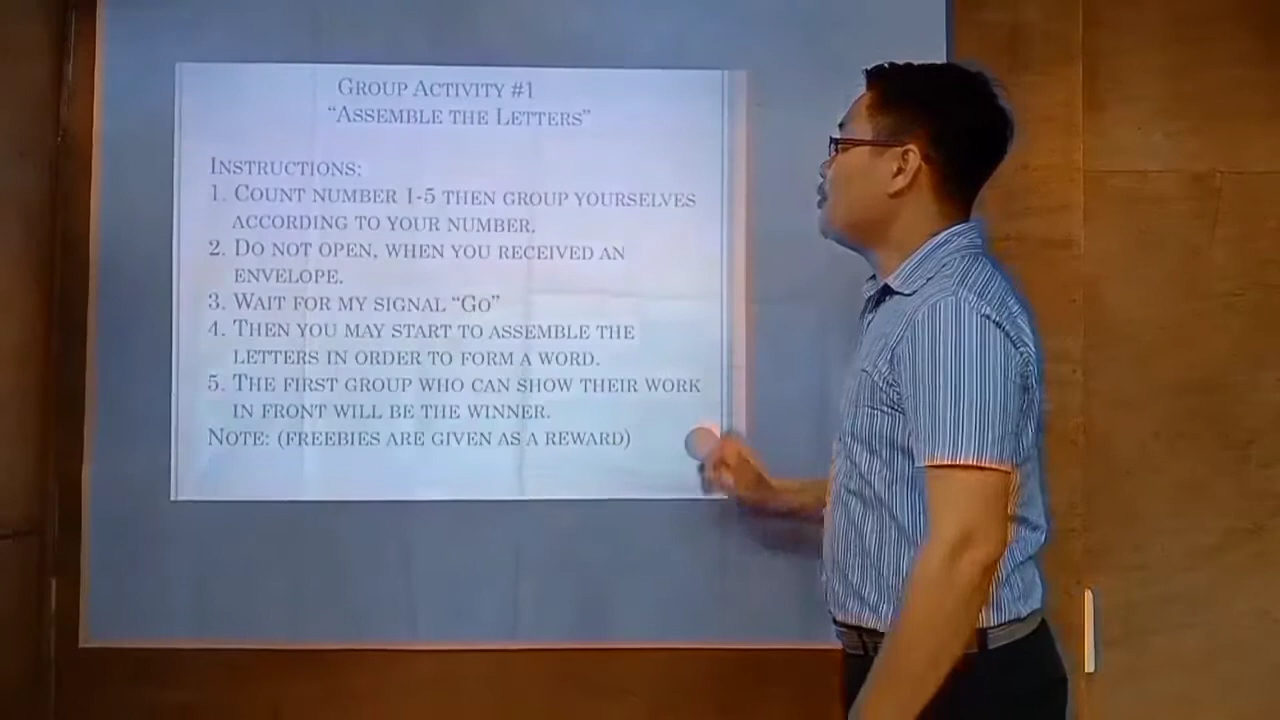 GROUP ACTIVITY #1
“ASSEMBLE THE LETTERS”
INSTRUCTIONS:
1. COUNT NUMBER 1-5 THEN GROUP YOURSELVES
ACCORDING TO YOUR NUMBER.
2. DO NOT OPEN, WHEN YOU RECEIVED AN
ENVELOPE.
3. WAIT FOR MY SIGNAL “GO”
4. THEN YOU MAY START TO ASSEMBLE THE
LETTERS IN ORDER TO FORM A WORD.
5. THE FIRST GROUP WHO CAN SHOW THEIR WORK
IN FRONT WILL BE THE WINNER.
NOTE: (FREEBIES ARE GIVEN AS A REWARD)